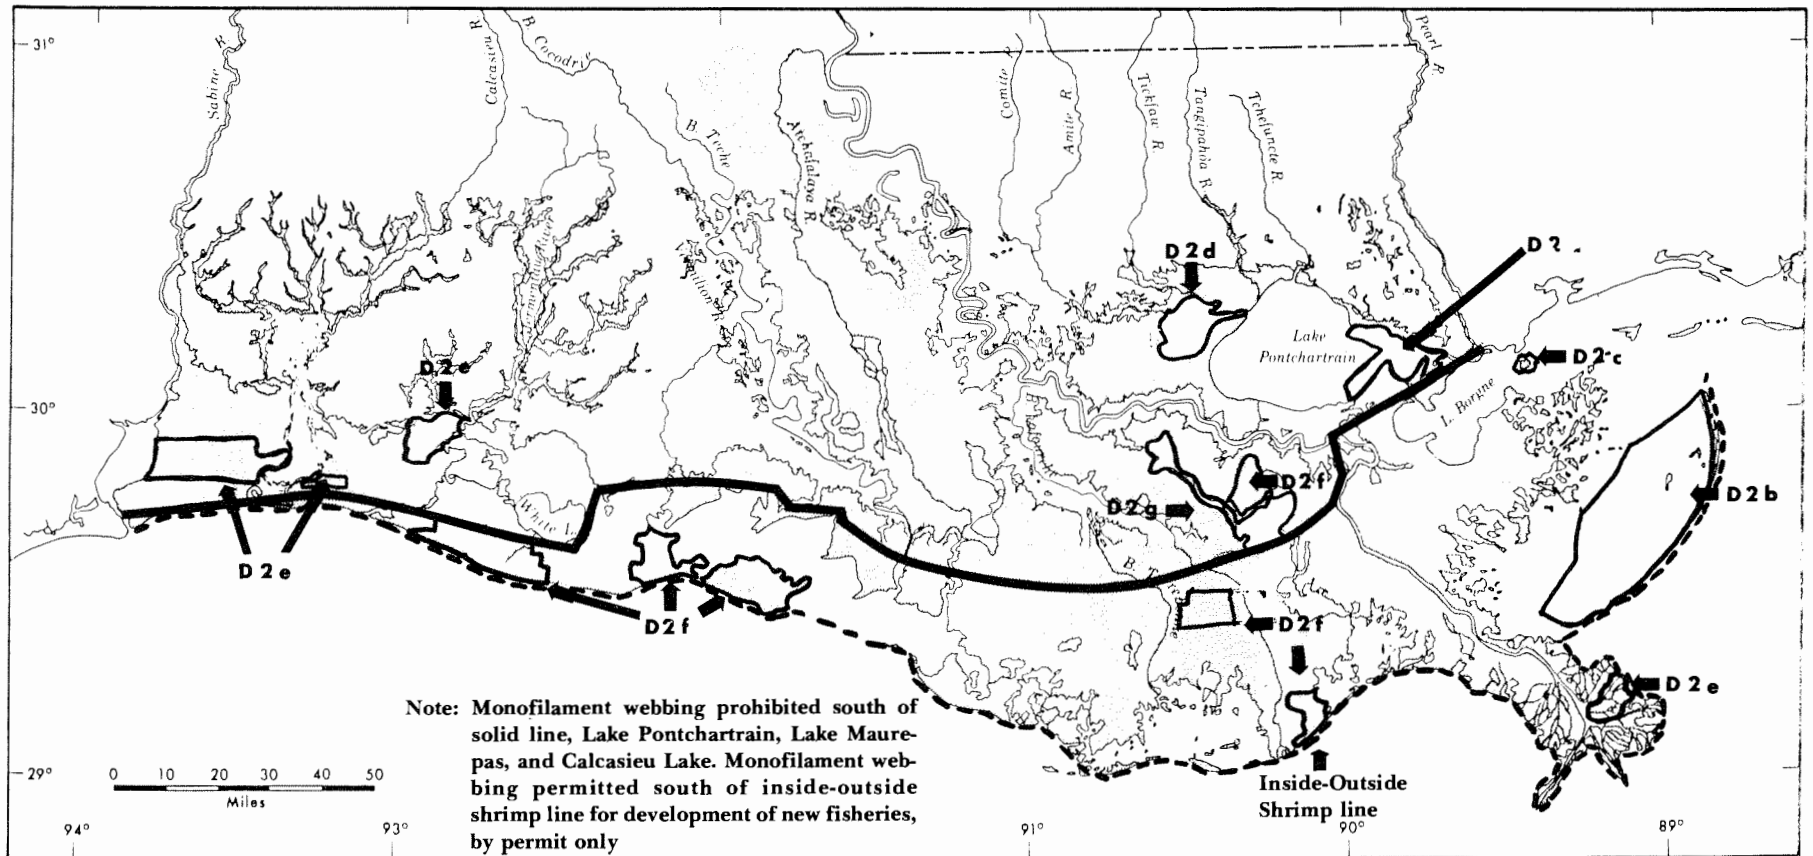 31°
Sabine R.
Calcasieu R.
B. Cocodrie
B. Teche
Atchafalaya R.
Comite R.
Amite R.
Tickfaw R.
Tangipahoa R.
Tchefuncte R.
Pearl R.
D2d
D2
Lake
Pontchartrain
D2c
L. Borgne
D2e
30°
White L.
D2f
D2g
D2b
D2e
D2f
D2f
D2e
Note: Monofilament webbing prohibited south of
solid line, Lake Pontchartrain, Lake Maure-
pas, and Calcasieu Lake. Monofilament web-
bing permitted south of inside-outside
shrimp line for development of new fisheries,
by permit only
29°
0 10 20 30 40 50
Miles
Inside-Outside
Shrimp line
94°
93°
91°
90°
89°